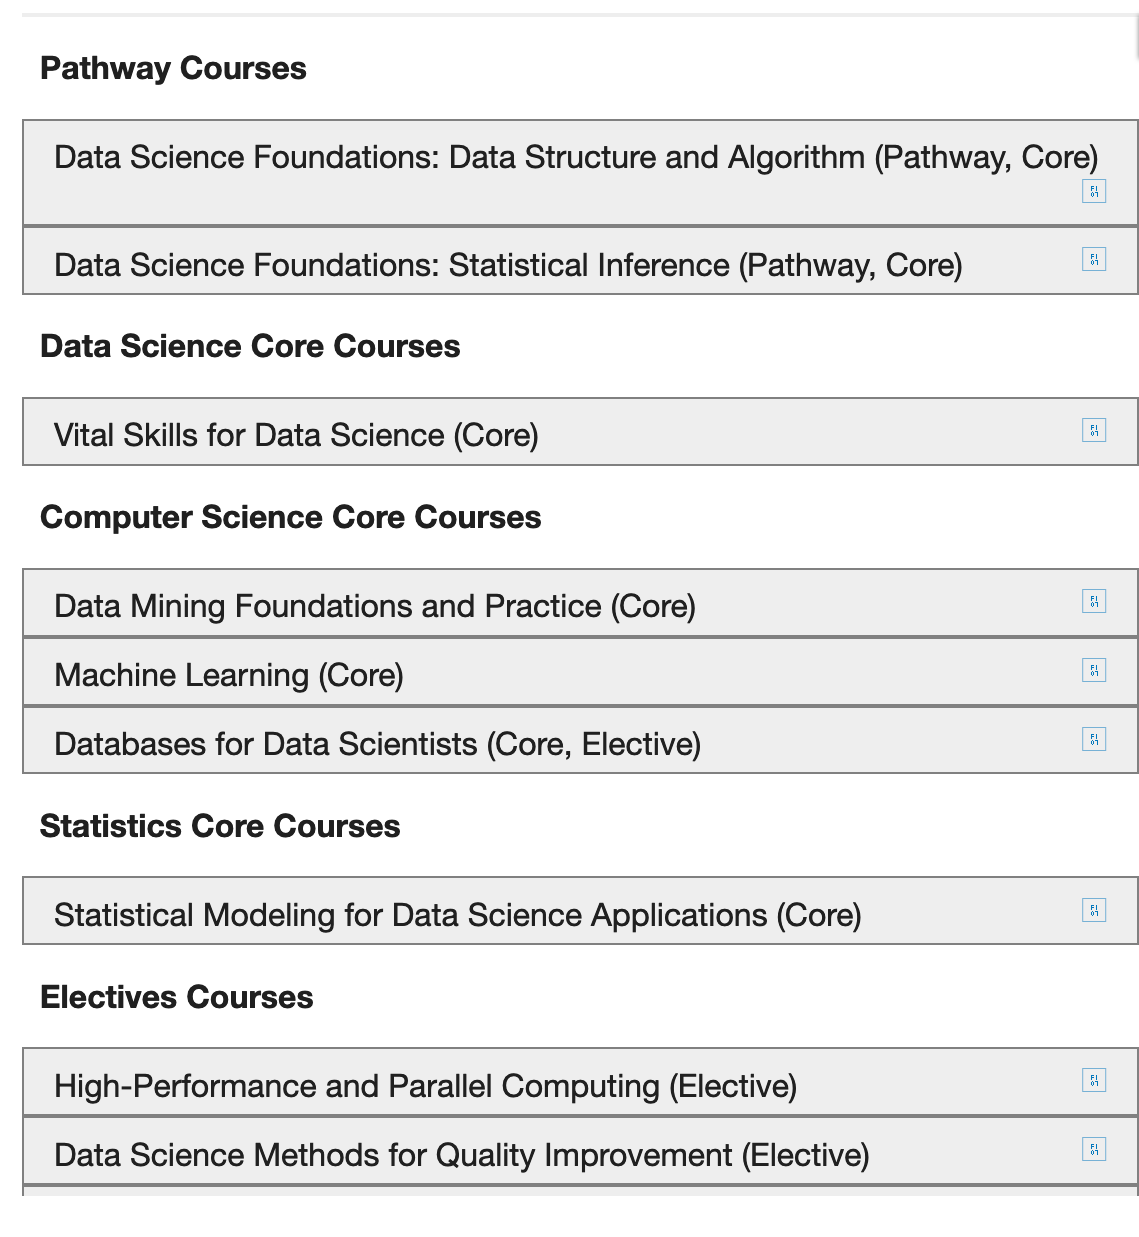 Pathway Courses
Data Science Foundations: Data Structure and Algorithm (Pathway, Core)
Data Science Foundations: Statistical Inference (Pathway, Core)
Data Science Core Courses
Vital Skills for Data Science (Core)
Computer Science Core Courses
Data Mining Foundations and Practice (Core)
Machine Learning (Core)
Databases for Data Scientists (Core, Elective)
Statistics Core Courses
Statistical Modeling for Data Science Applications (Core)
Electives Courses
High-Performance and Parallel Computing (Elective)
Data Science Methods for Quality Improvement (Elective)